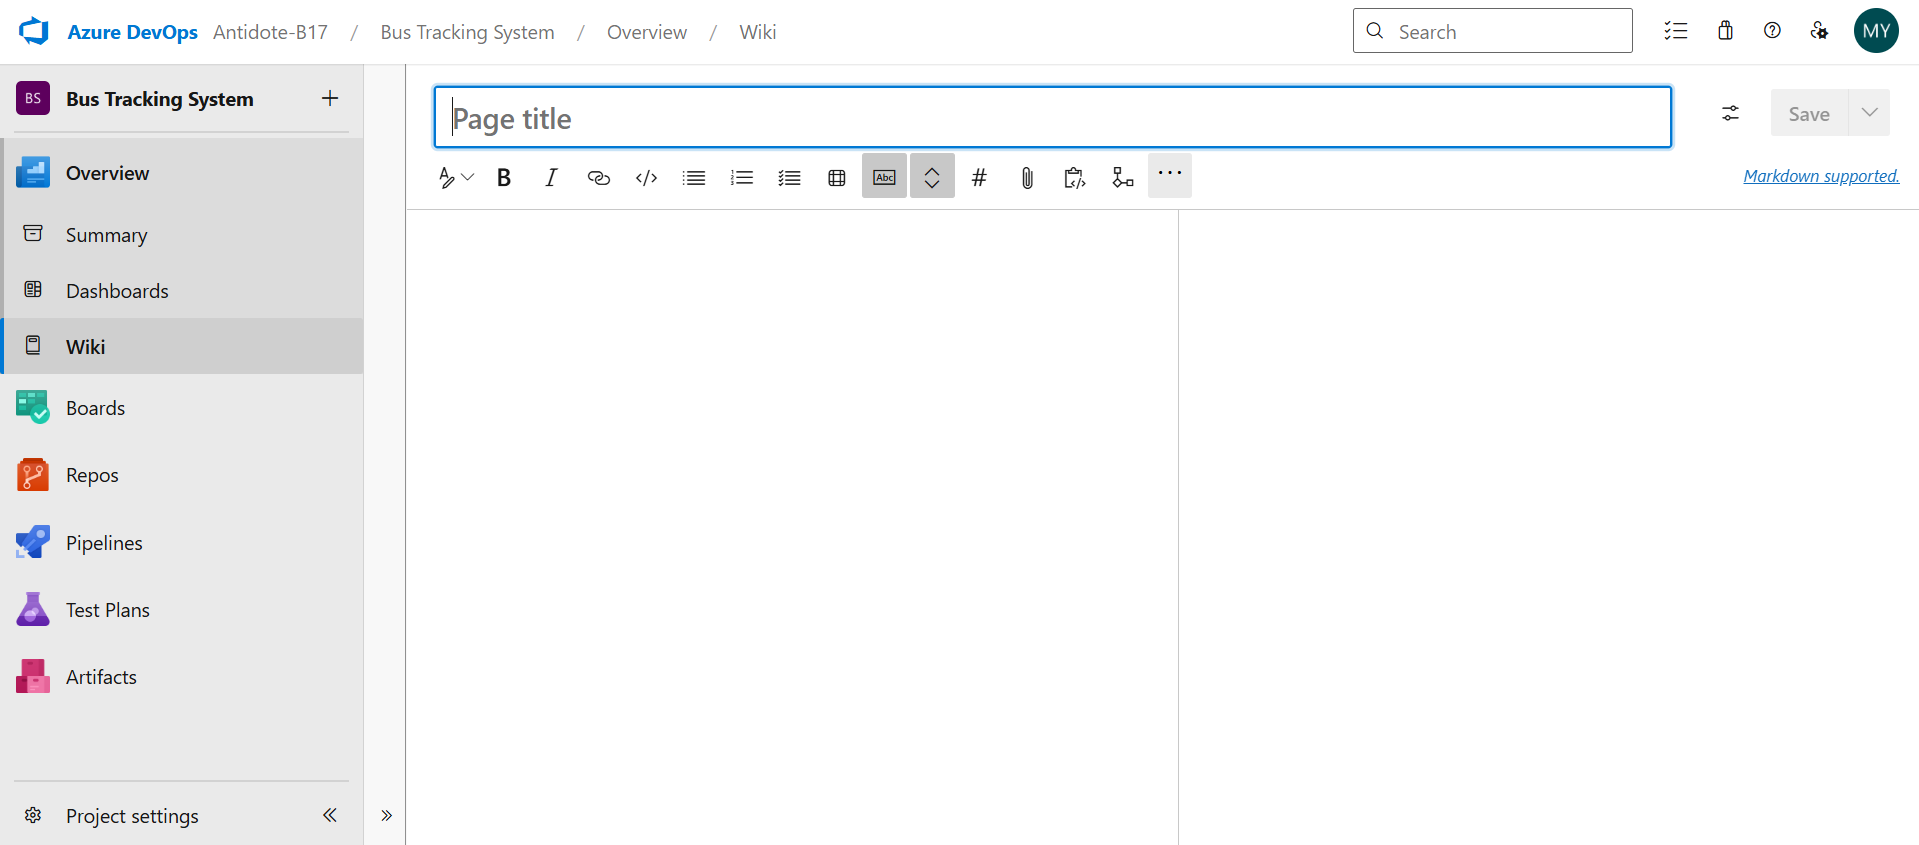 Azure DevOps Antidote-B17 / Bus Tracking System / Overview / Wiki
Search
MY
BS Bus Tracking System
Page title
Save
Overview
B I </> Abc #
Markdown supported.
Summary
Dashboards
Wiki
Boards
Repos
Pipelines
Test Plans
Artifacts
Project settings